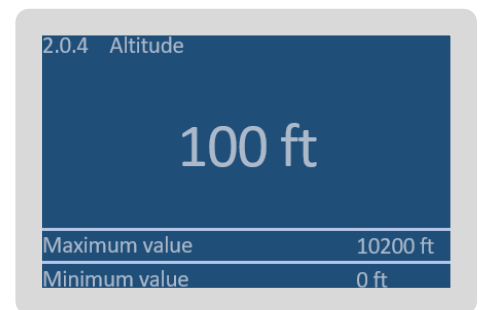 2.0.4 Altitude
100 ft
Maximum value 10200 ft
Minimum value 0 ft